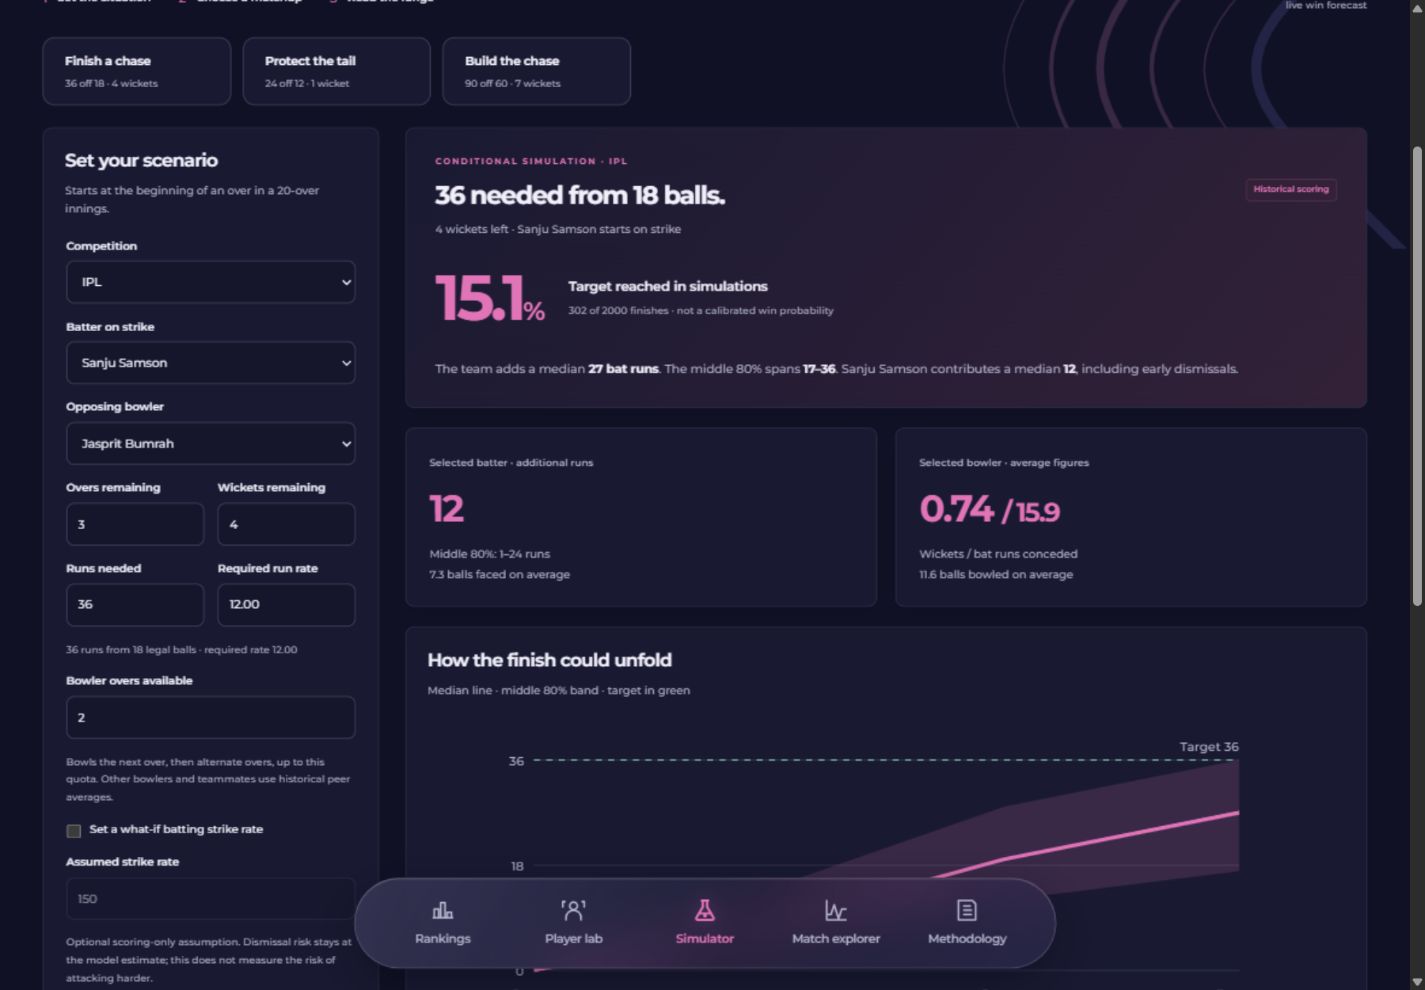 live win forecast
Finish a chase
36 off 18 · 4 wickets
Protect the tail
24 off 12 · 1 wicket
Build the chase
90 off 60 · 7 wickets
Set your scenario
Starts at the beginning of an over in a 20-over
innings.
Competition
IPL
Batter on strike
Sanju Samson
Opposing bowler
Jasprit Bumrah
Overs remaining
Wickets remaining
3
4
Runs needed
Required run rate
36
12.00
36 runs from 18 legal balls · required rate 12.00
Bowler overs available
2
Bowls the next over, then alternate overs, up to this
quota. Other bowlers and teammates use historical peer
averages.
Set a what-if batting strike rate
Assumed strike rate
150
Optional scoring-only assumption. Dismissal risk stays at
the model estimate; this does not measure the risk of
attacking harder.
CONDITIONAL SIMULATION · IPL
36 needed from 18 balls.
Historical scoring
4 wickets left · Sanju Samson starts on strike
15.1%
Target reached in simulations
302 of 2000 finishes · not a calibrated win probability
The team adds a median 27 bat runs. The middle 80% spans 17–36. Sanju Samson contributes a median 12, including early dismissals.
Selected batter · additional runs
12
Middle 80%: 1–24 runs
7.3 balls faced on average
Selected bowler · average figures
0.74 / 15.9
Wickets / bat runs conceded
11.6 balls bowled on average
How the finish could unfold
Median line · middle 80% band · target in green
Target 36
36
18
0
Rankings
Player lab
Simulator
Match explorer
Methodology